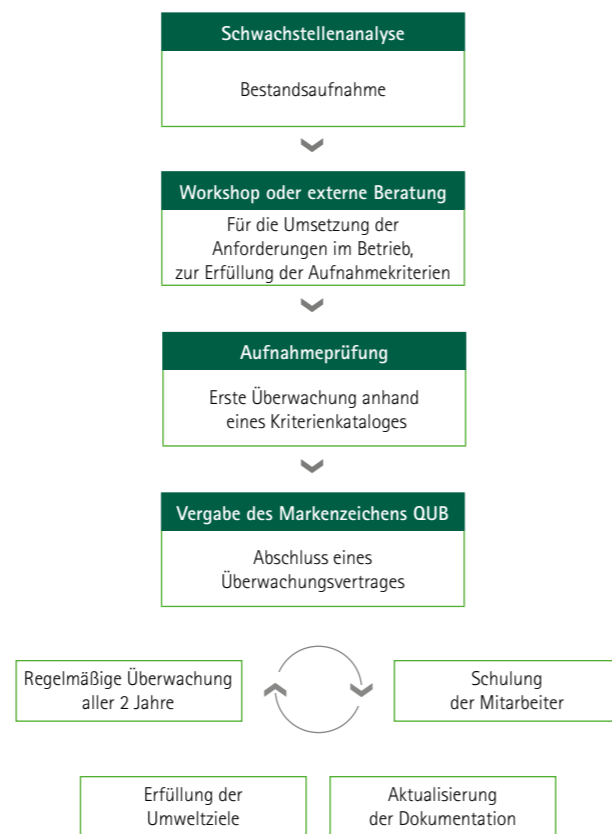 Schwachstellenanalyse
Bestandsaufnahme
Workshop oder externe Beratung
Für die Umsetzung der
Anforderungen im Betrieb,
zur Erfüllung der Aufnahmekriterien
Aufnahmeprüfung
Erste Überwachung anhand
eines Kriterienkataloges
Vergabe des Markenzeichens QUB
Abschluss eines
Überwachungsvertrages
Regelmäßige Überwachung
aller 2 Jahre
Schulung
der Mitarbeiter
Erfüllung der
Umweltziele
Aktualisierung
der Dokumentation